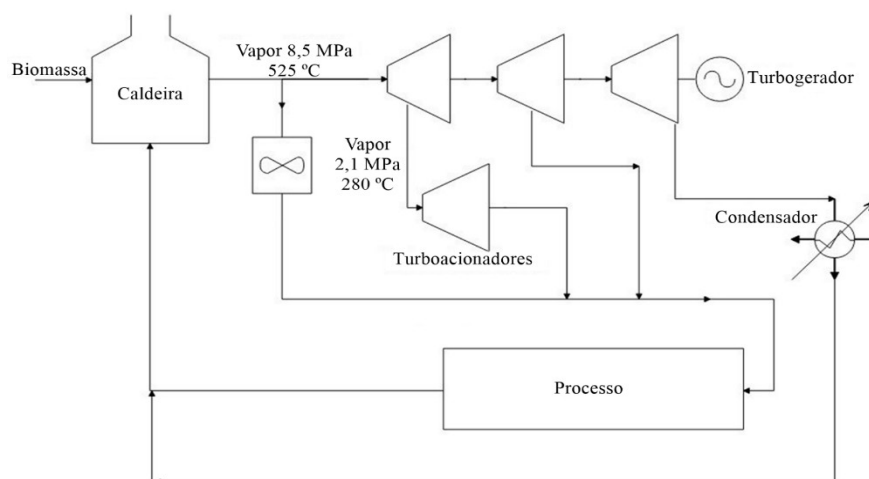 Vapor 8,5 MPa
525 ºC
Biomassa
Caldeira
Turbogerador
Vapor
2,1 MPa
280 ºC
Condensador
Turboacionadores
Processo